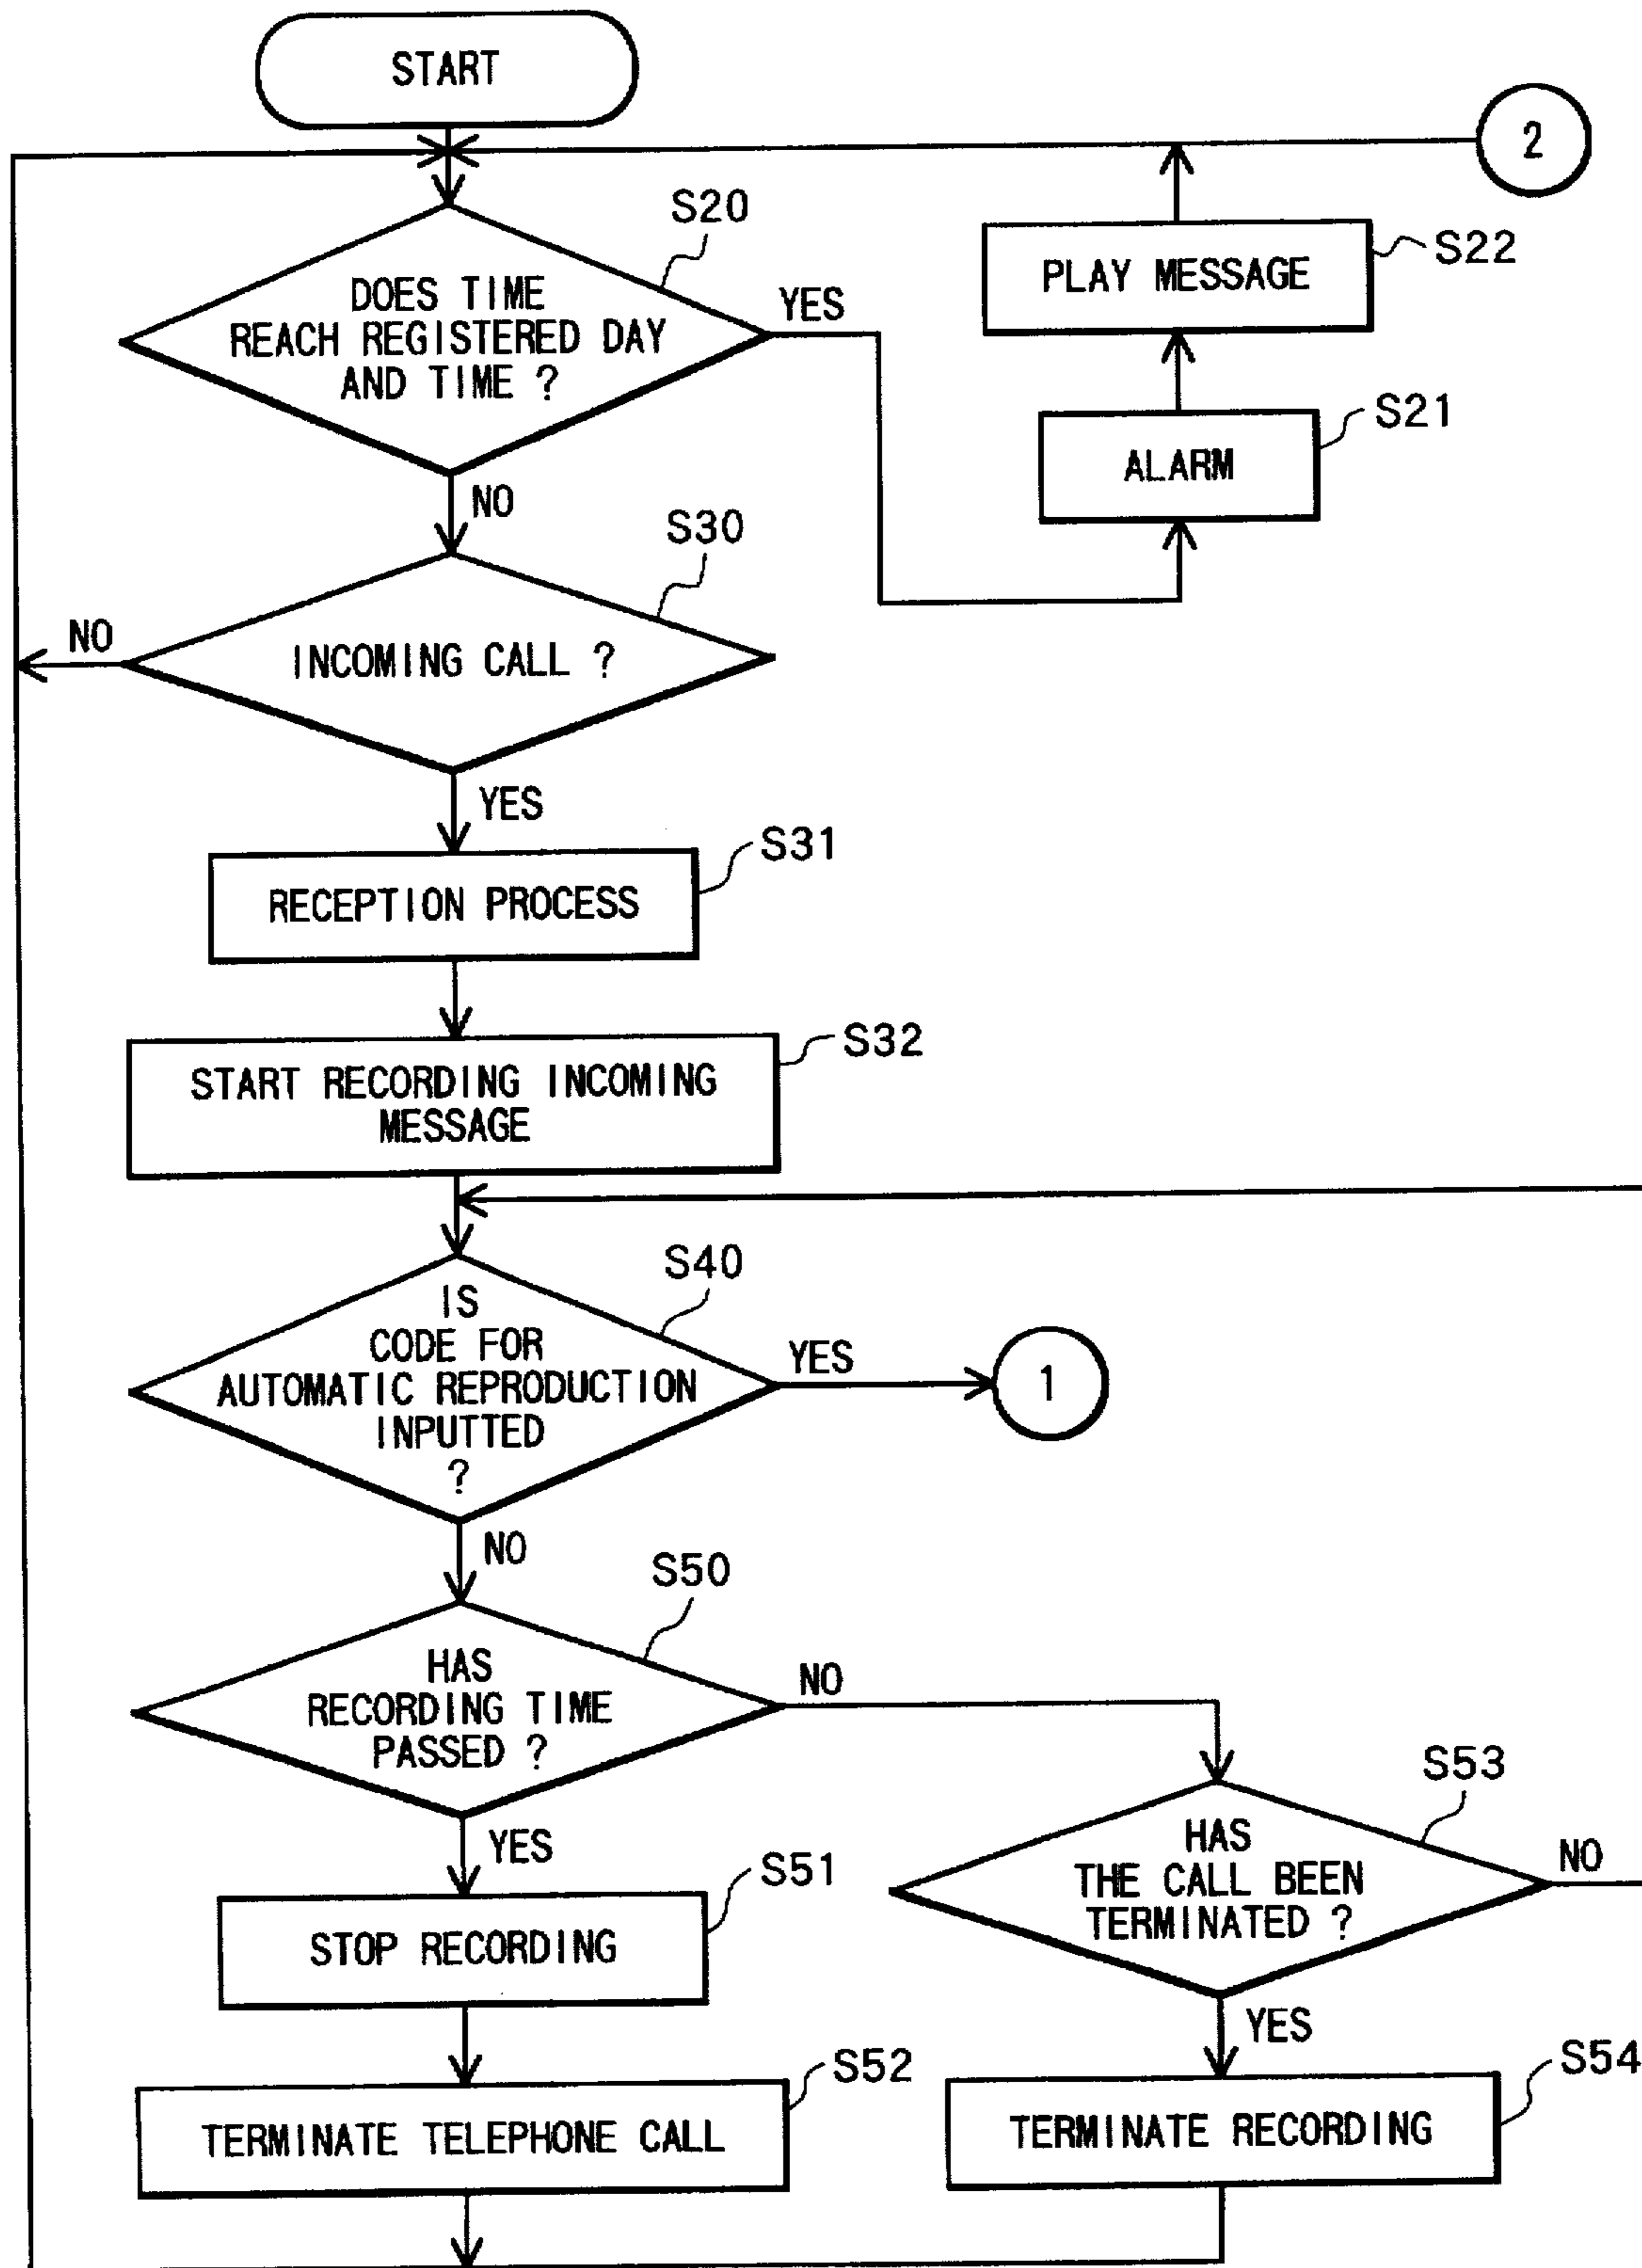 START
2
S20
DOES TIME
REACH REGISTERED DAY
AND TIME ?
YES
PLAY MESSAGE
S22
ALARM
S21
NO
S30
INCOMING CALL ?
NO
YES
S31
RECEPTION PROCESS
S32
START RECORDING INCOMING
MESSAGE
S40
IS
CODE FOR
AUTOMATIC REPRODUCTION
INPUTTED
?
YES
1
NO
S50
HAS
RECORDING TIME
PASSED ?
NO
S53
HAS
THE CALL BEEN
TERMINATED ?
NO
YES
S51
STOP RECORDING
YES
S52
TERMINATE TELEPHONE CALL
S54
TERMINATE RECORDING